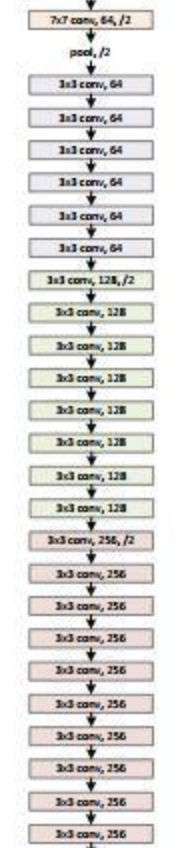 7x7 conv, 64, /2
pool, /2
3x3 conv, 64
3x3 conv, 64
3x3 conv, 64
3x3 conv, 64
3x3 conv, 64
3x3 conv, 64
3x3 conv, 128, /2
3x3 conv, 128
3x3 conv, 128
3x3 conv, 128
3x3 conv, 128
3x3 conv, 128
3x3 conv, 128
3x3 conv, 128
3x3 conv, 256, /2
3x3 conv, 256
3x3 conv, 256
3x3 conv, 256
3x3 conv, 256
3x3 conv, 256
3x3 conv, 256
3x3 conv, 256
3x3 conv, 256
3x3 conv, 256